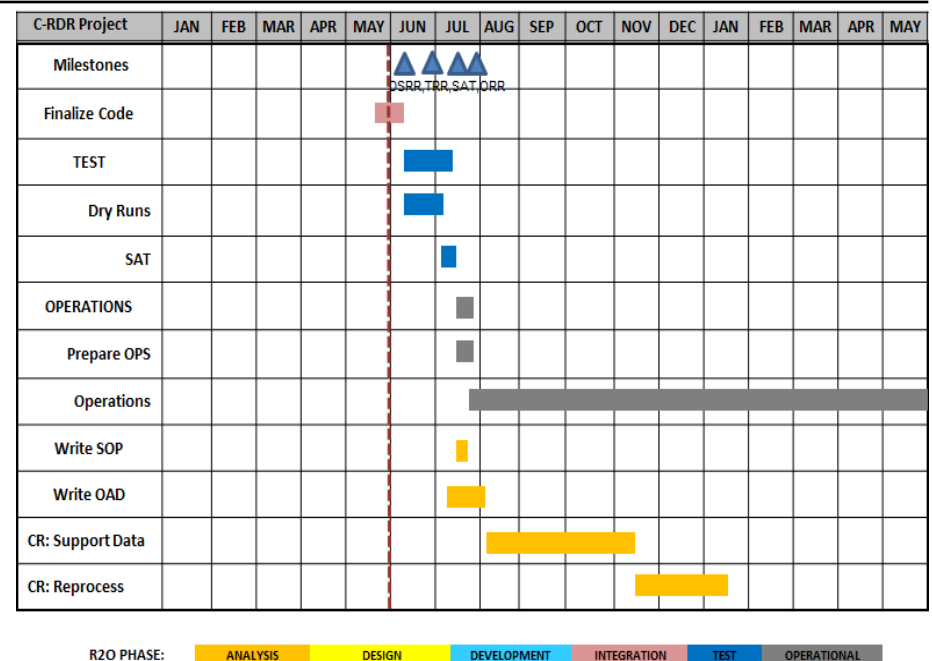 C-RDR Project JAN FEB MAR APR MAY JUN JUL AUG SEP OCT NOV DEC JAN FEB MAR APR MAY
Milestones
DSRR,TRR,SAT,ORR
Finalize Code
TEST
Dry Runs
SAT
OPERATIONS
Prepare OPS
Operations
Write SOP
Write OAD
CR: Support Data
CR: Reprocess
R2O PHASE: ANALYSIS DESIGN DEVELOPMENT INTEGRATION TEST OPERATIONAL